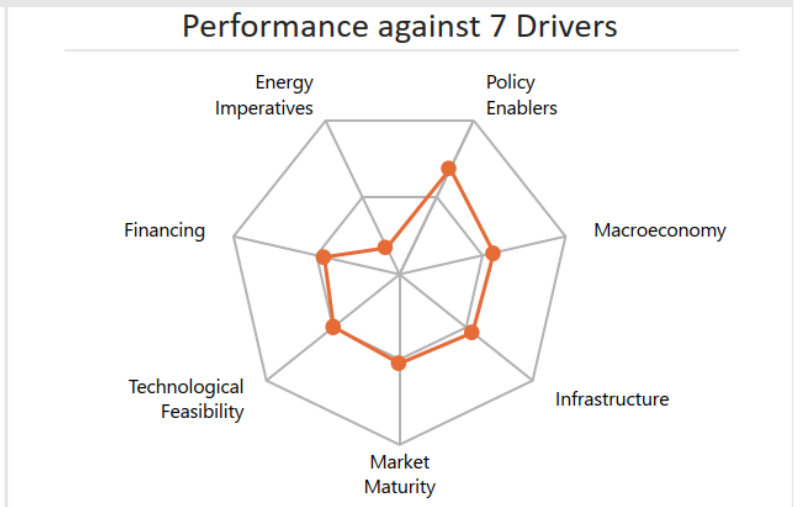 Performance against 7 Drivers
Energy
Imperatives
Policy
Enablers
Financing
Macroeconomy
Technological
Feasibility
Infrastructure
Market
Maturity